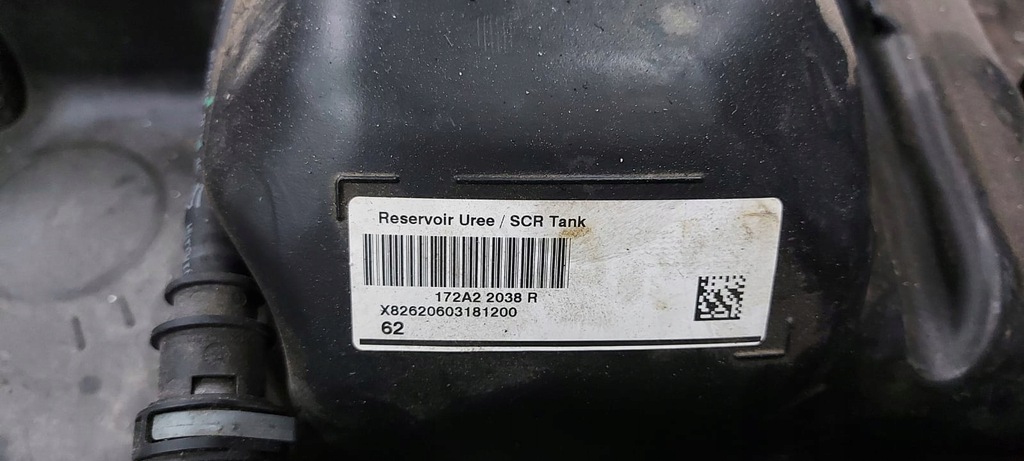 Reservoir Uree / SCR Tank
172A2 2038 R
X82620603181200
62